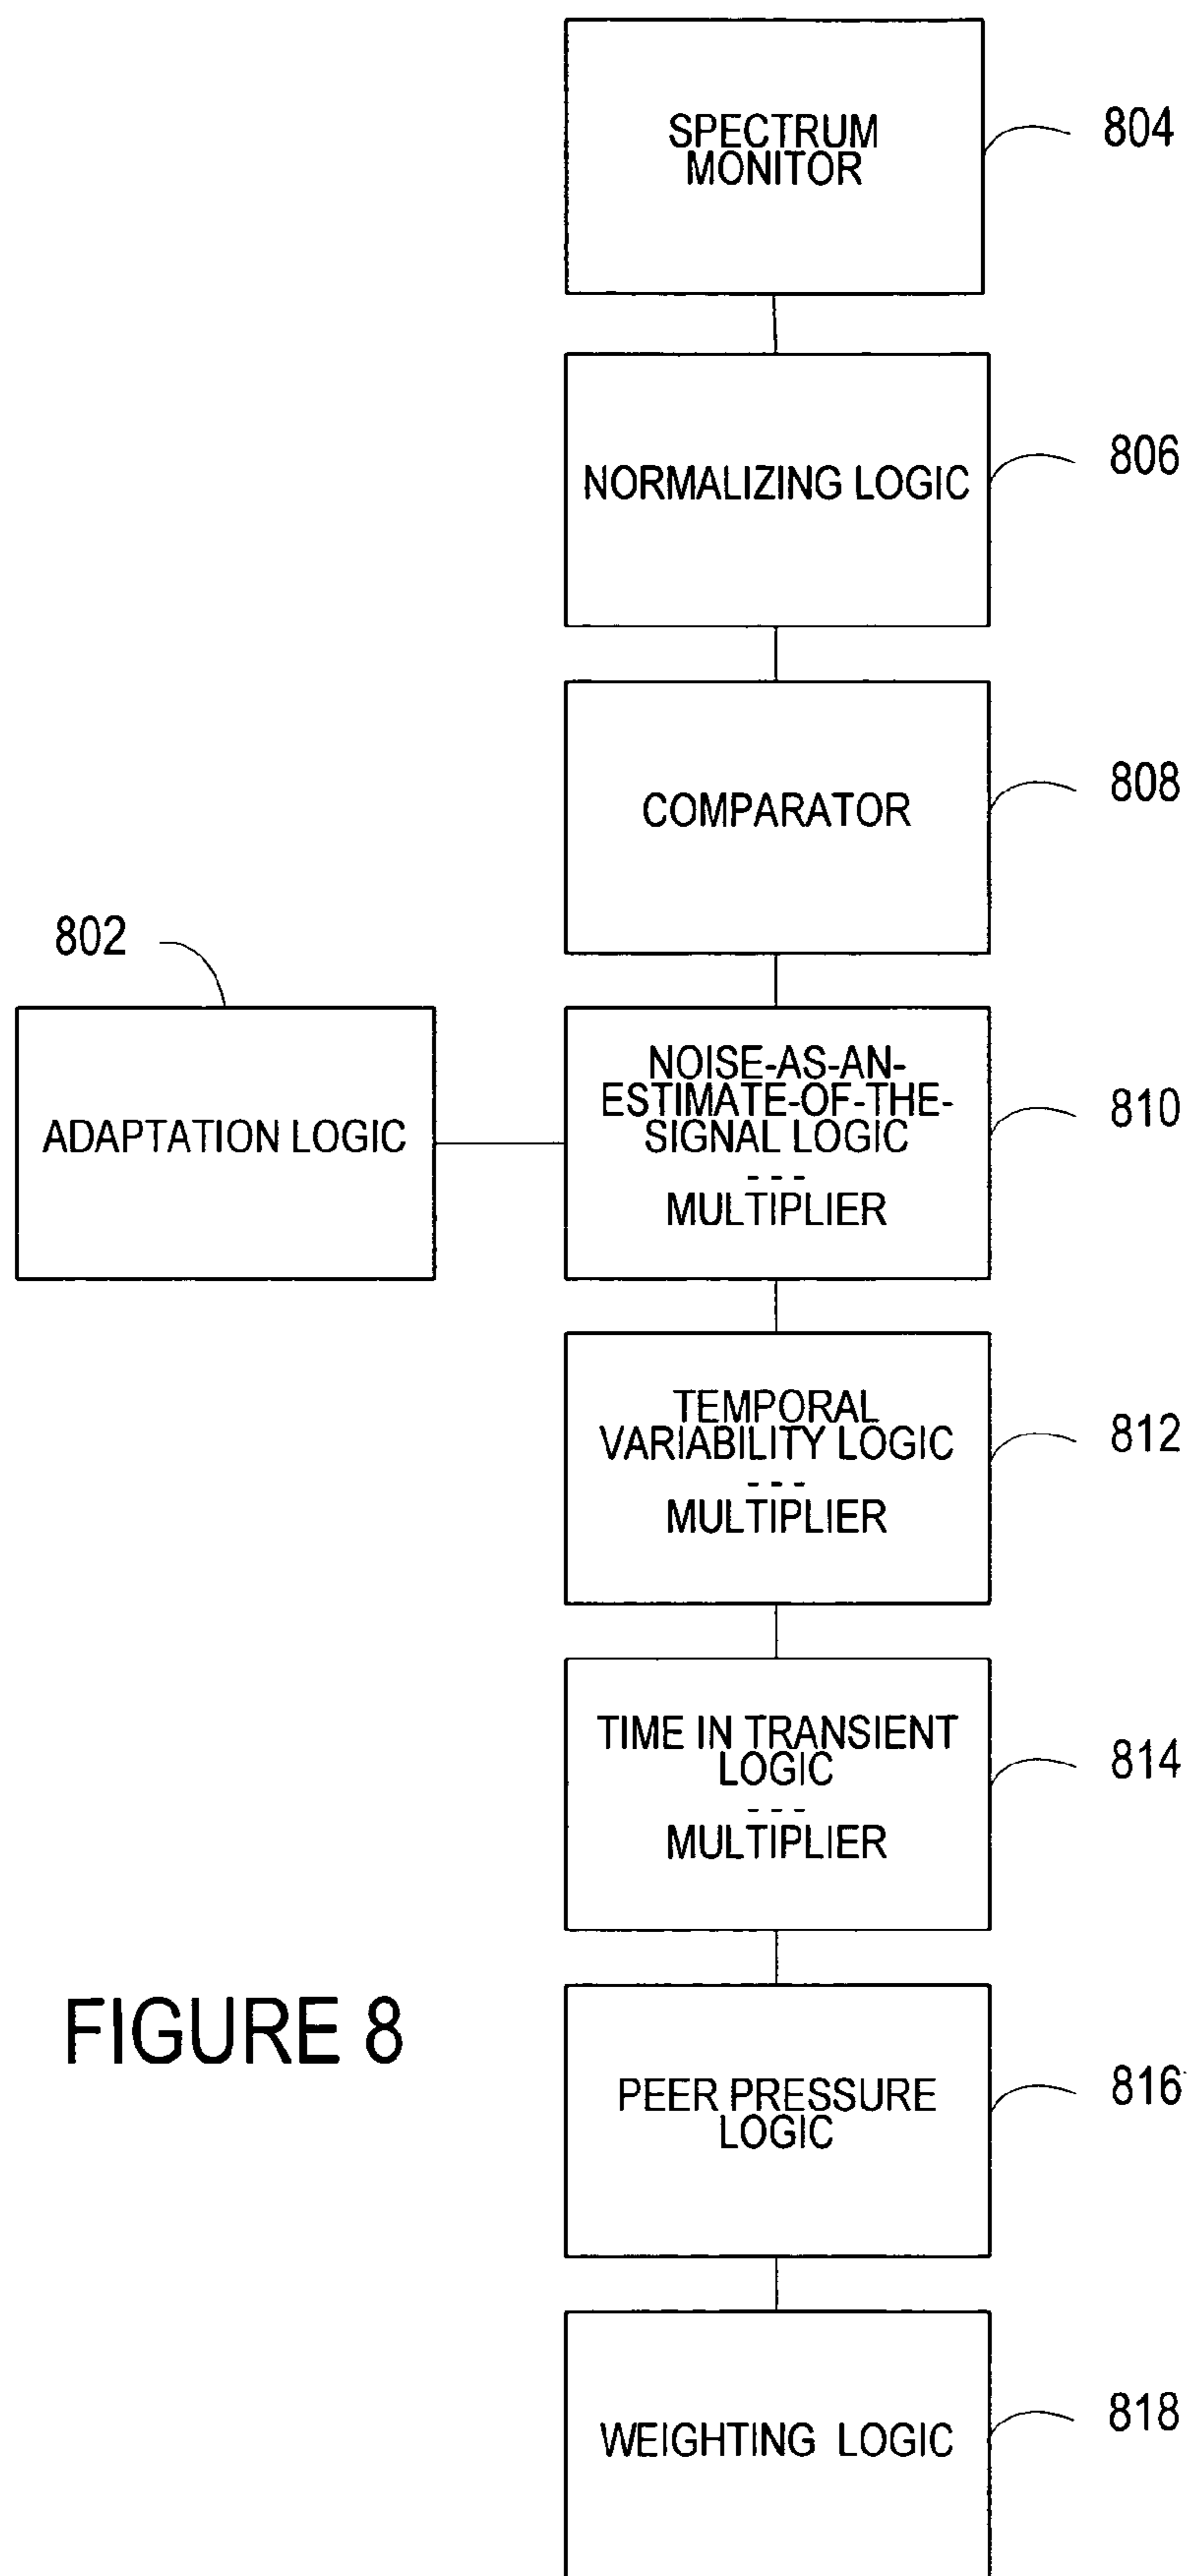 SPECTRUM
MONITOR
804
NORMALIZING LOGIC
806
COMPARATOR
808
802
ADAPTATION LOGIC
NOISE-AS-AN-
ESTIMATE-OF-THE-
SIGNAL LOGIC
- - -
MULTIPLIER
810
TEMPORAL
VARIABILITY LOGIC
- - -
MULTIPLIER
812
TIME IN TRANSIENT
LOGIC
- - -
MULTIPLIER
814
FIGURE 8
PEER PRESSURE
LOGIC
816
WEIGHTING LOGIC
818